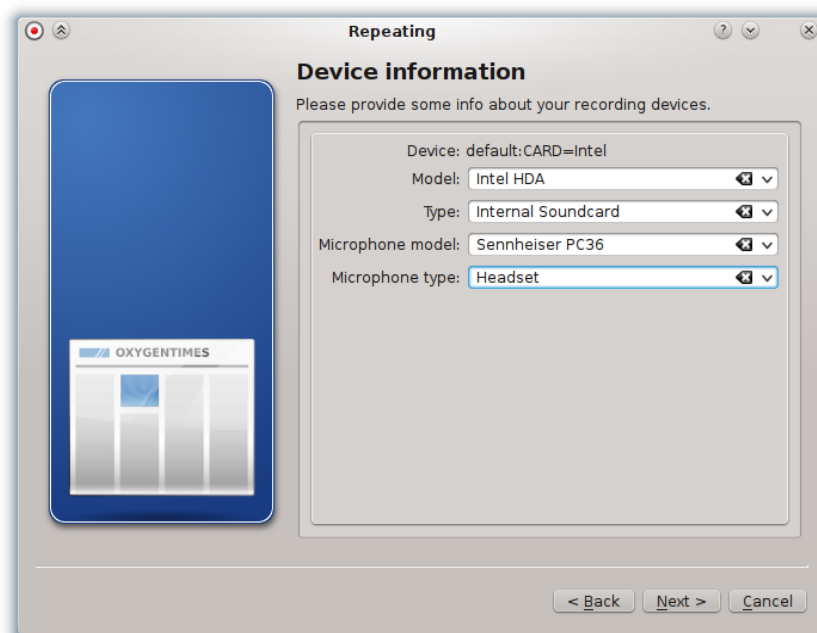 Repeating
Device information
Please provide some info about your recording devices.
Device: default:CARD=Intel
Model: Intel HDA
Type: Internal Soundcard
Microphone model: Sennheiser PC36
Microphone type: Headset
OXYGENTIMES
< Back Next > Cancel